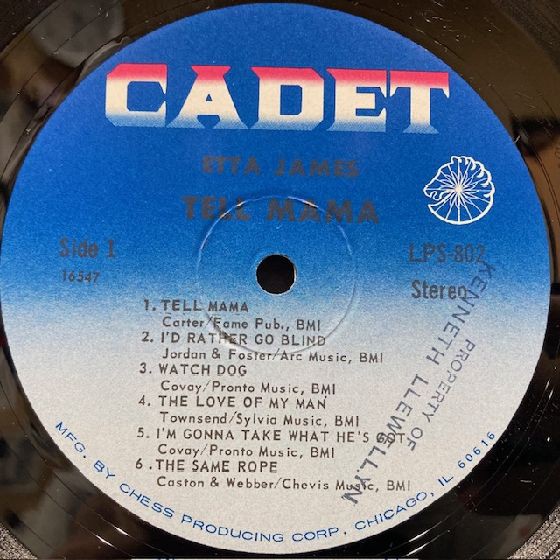 CADET
ETTA JAMES
TELL MAMA
Side 1
16547
LPS-802
Stereo
1. TELL MAMA
Carter/Fame Pub., BMI
2. I'D RATHER GO BLIND
Jordan & Foster/Arc Music, BMI
3. WATCH DOG
Covay/Pronto Music, BMI
4. THE LOVE OF MY MAN
Townsend/Sylvia Music, BMI
5. I'M GONNA TAKE WHAT HE'S GOT
Covay/Pronto Music, BMI
6. THE SAME ROPE
Caston & Webber/Chevis Music, BMI
PROPERTY OF
KENNETH LLEWELLYN
MFG. BY CHESS PRODUCING CORP., CHICAGO, IL 60616